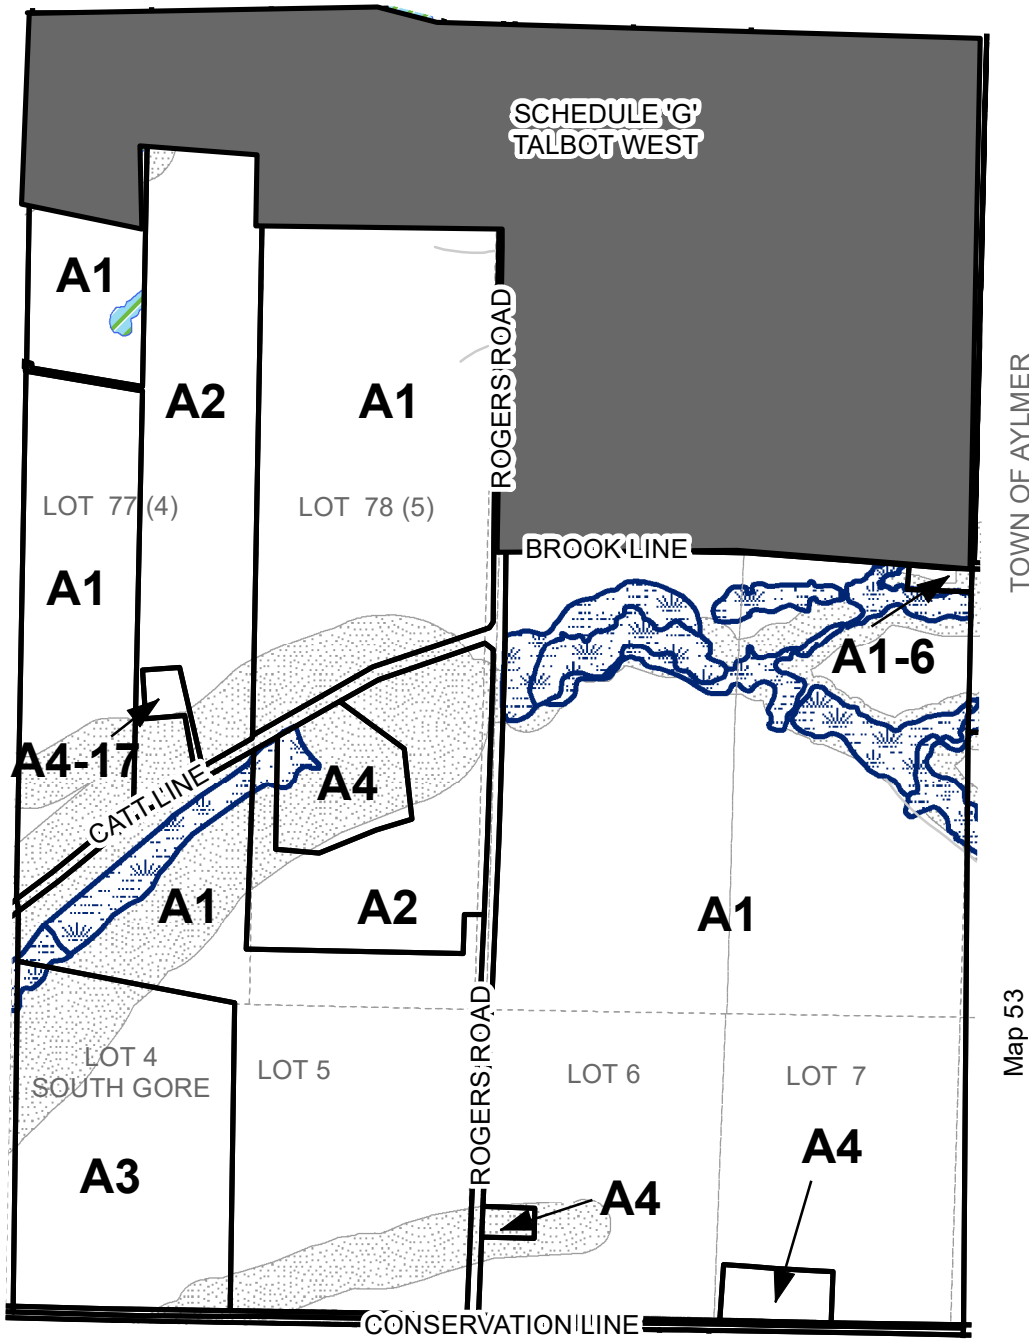 SCHEDULE 'G'
TALBOT WEST
A1
ROGERS ROAD
A2
A1
TOWN OF AYLMER
LOT 77 (4)
LOT 78 (5)
BROOK LINE
A1
A1-6
A4-17
CATT LINE
A4
A1
A2
A1
ROGERS ROAD
Map 53
LOT 4
SOUTH GORE
LOT 5
LOT 6
LOT 7
A4
A3
A4
CONSERVATION LINE